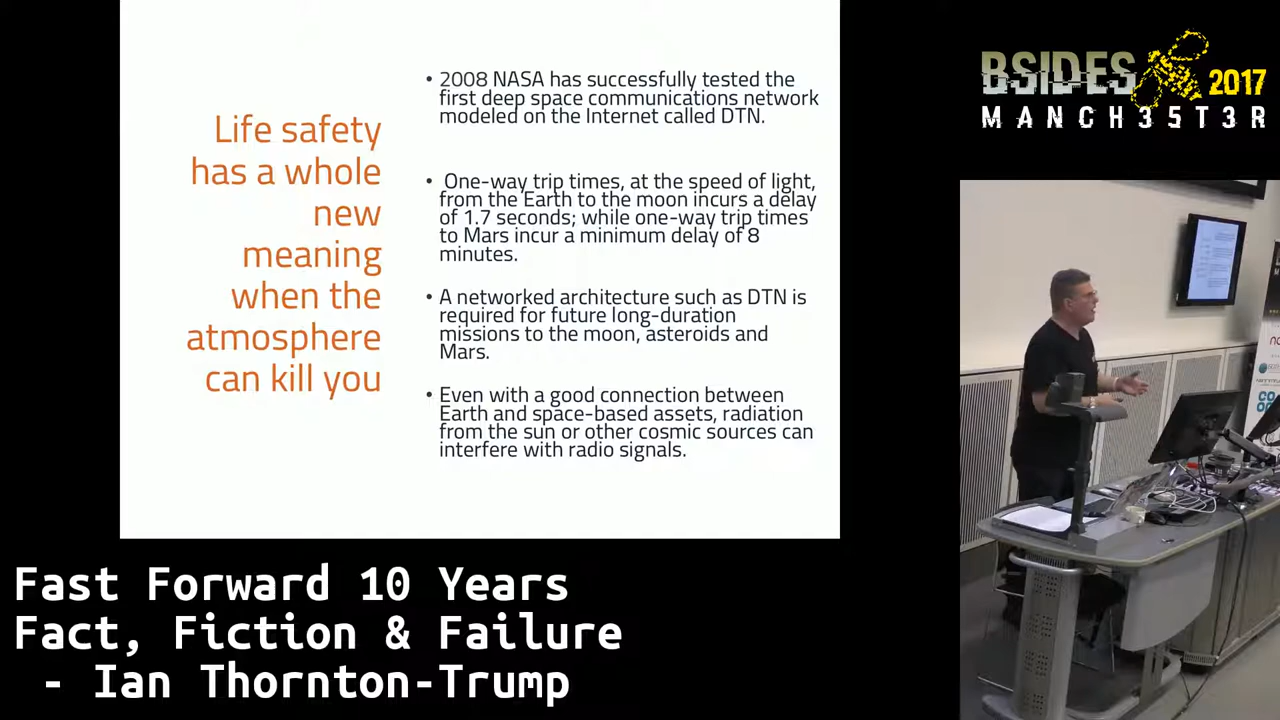 Life safety
has a whole
new
meaning
when the
atmosphere
can kill you
• 2008 NASA has successfully tested the
first deep space communications network
modeled on the Internet called DTN.
• One-way trip times, at the speed of light,
from the Earth to the moon incurs a delay
of 1.7 seconds; while one-way trip times
to Mars incur a minimum delay of 8
minutes.
• A networked architecture such as DTN is
required for future long-duration
missions to the moon, asteroids and
Mars.
• Even with a good connection between
Earth and space-based assets, radiation
from the sun or other cosmic sources can
interfere with radio signals.
BSIDES 2017
MANCH35T3R
Fast Forward 10 Years
Fact, Fiction & Failure
- Ian Thornton-Trump